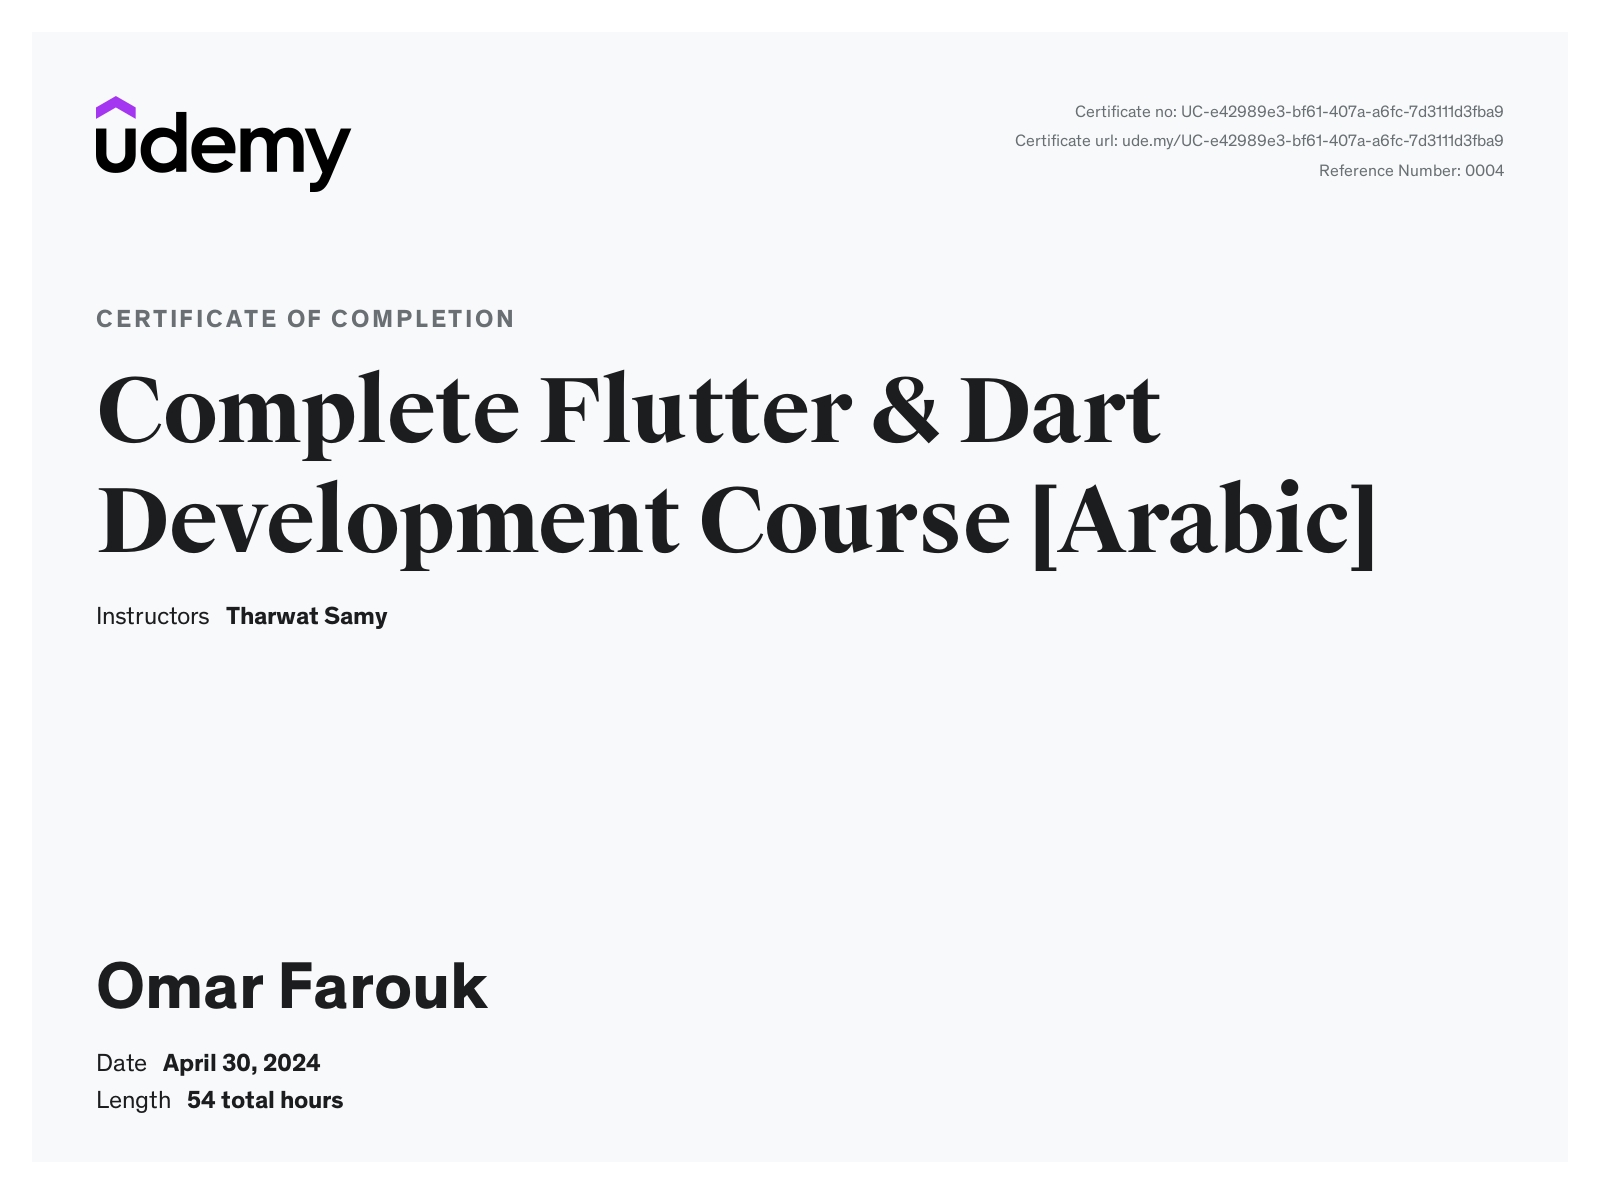 udemy
Certificate no: UC-e42989e3-bf61-407a-a6fc-7d3111d3fba9
Certificate url: ude.my/UC-e42989e3-bf61-407a-a6fc-7d3111d3fba9
Reference Number: 0004
CERTIFICATE OF COMPLETION
Complete Flutter & Dart
Development Course [Arabic]
Instructors Tharwat Samy
Omar Farouk
Date April 30, 2024
Length 54 total hours